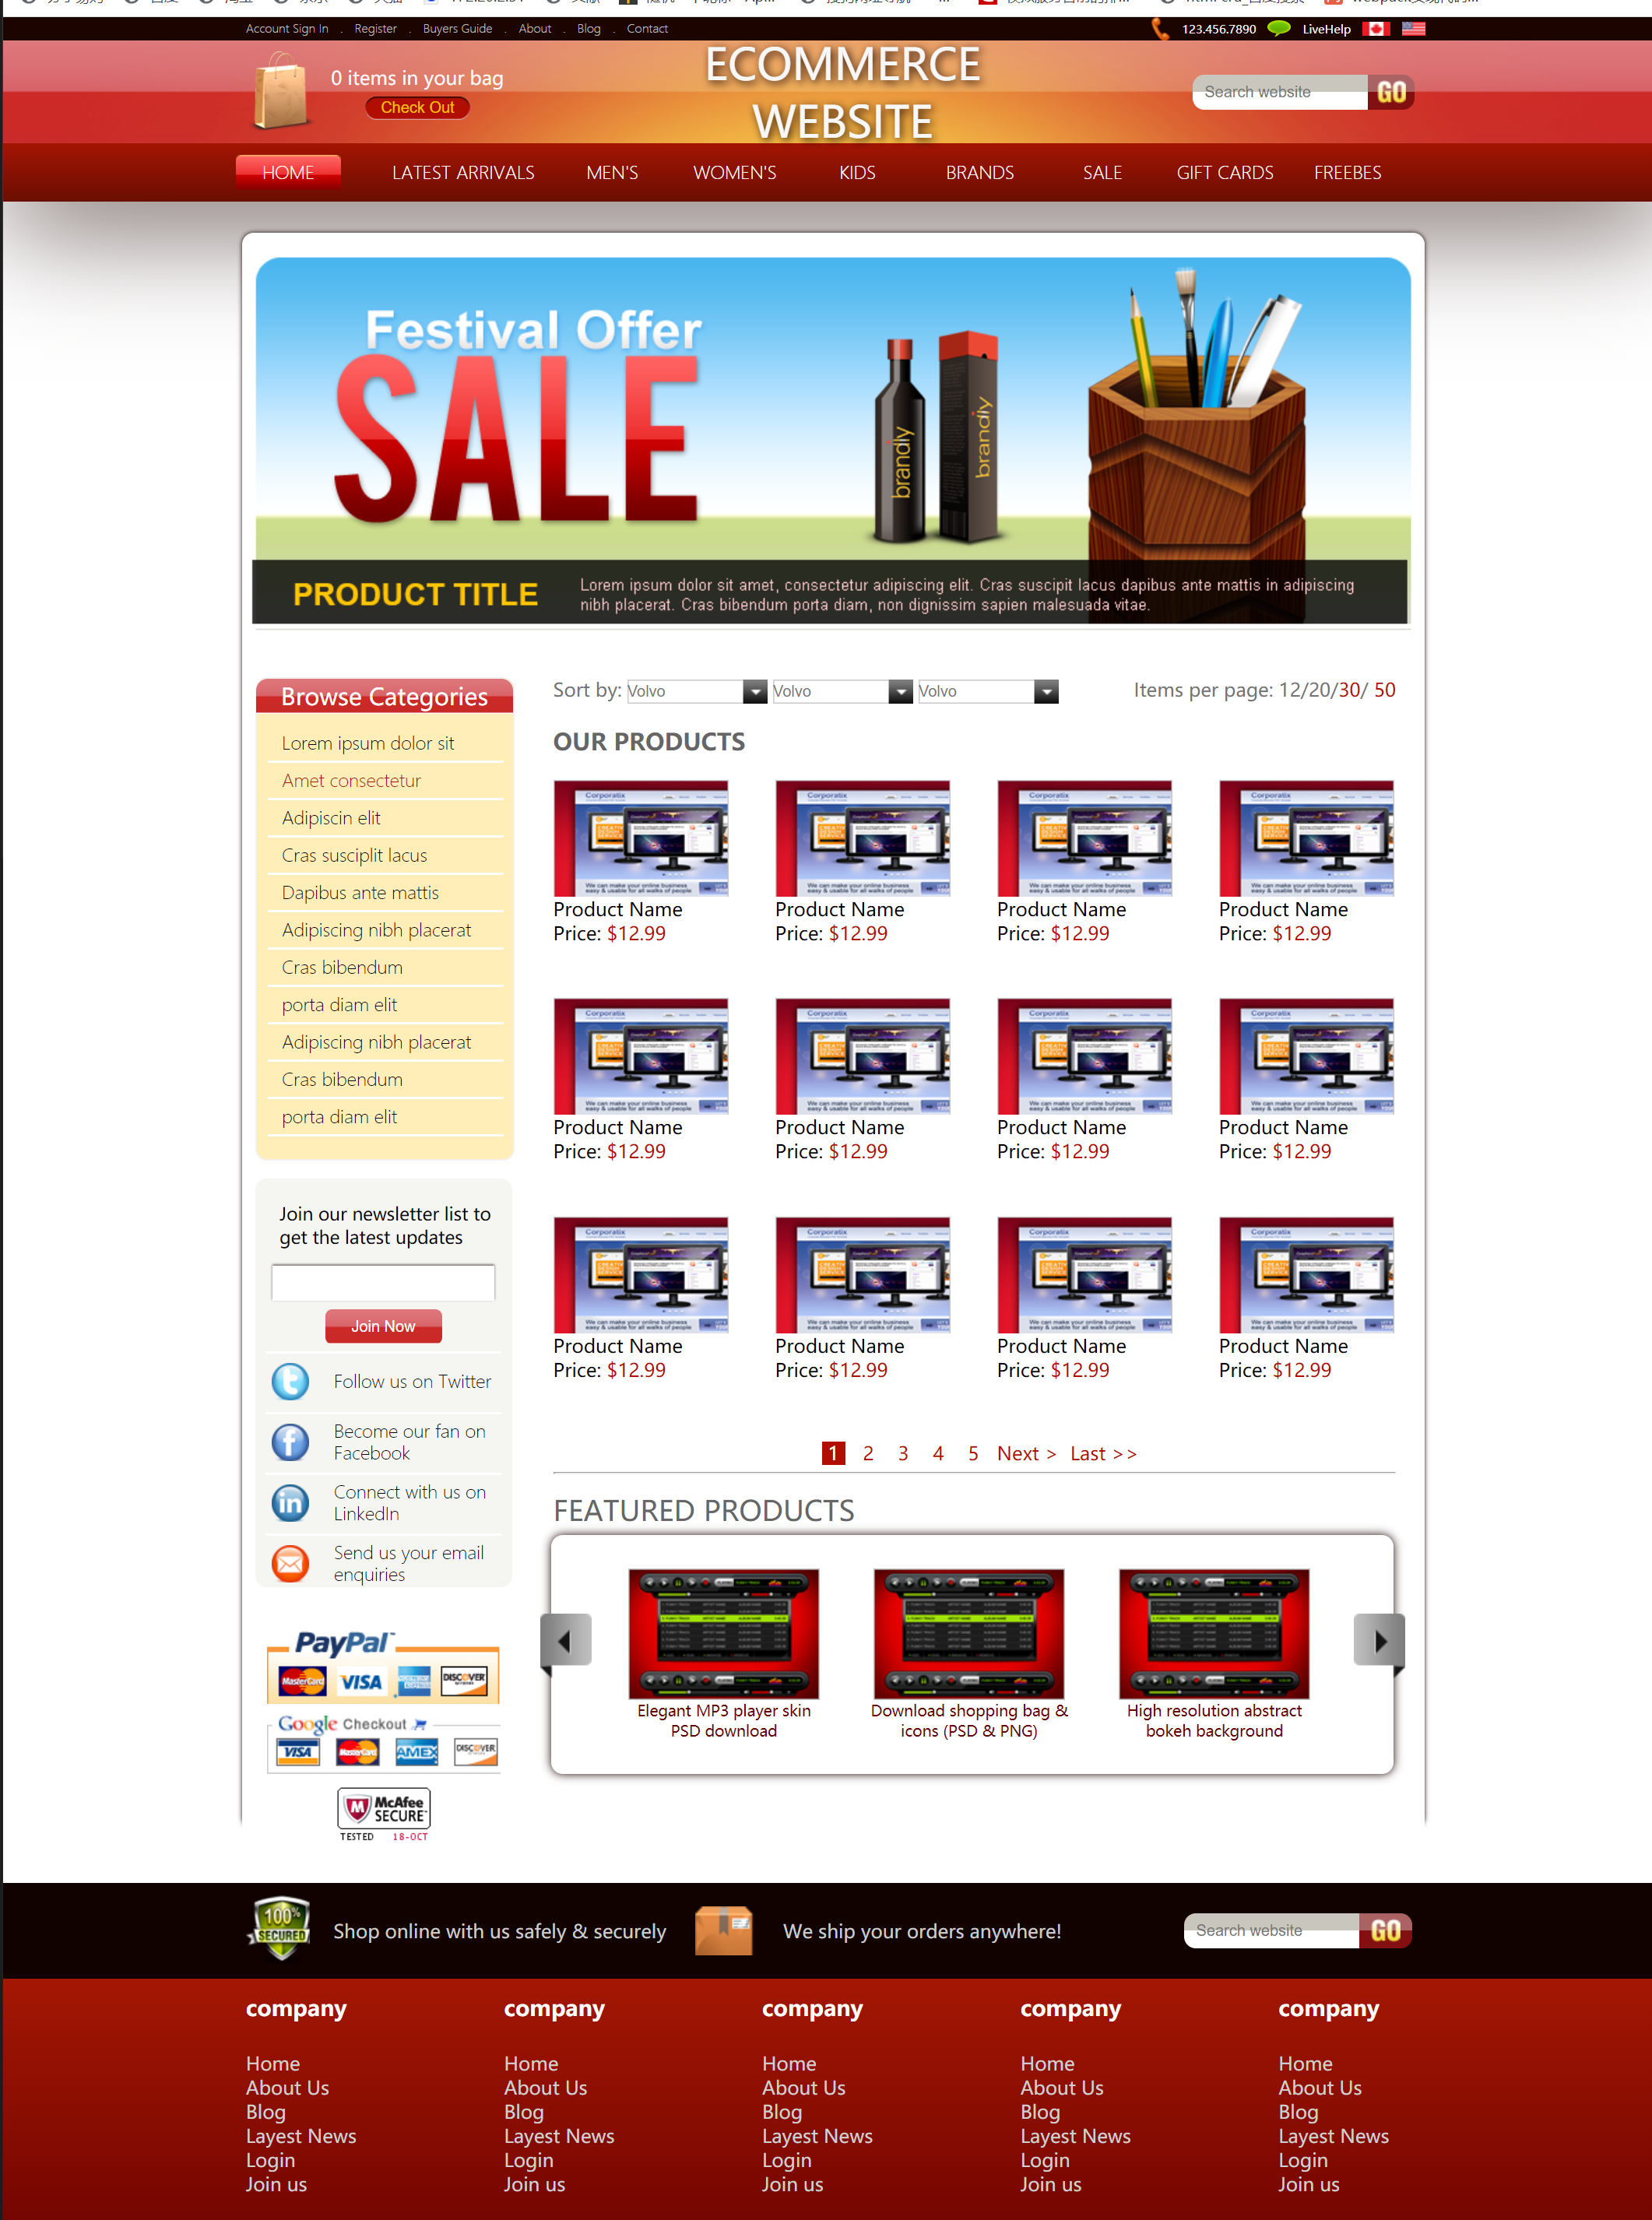 Account Sign In . Register . Buyers Guide . About . Blog . Contact
123.456.7890 LiveHelp
0 items in your bag
Check Out
ECOMMERCE
WEBSITE
Search website GO
HOME LATEST ARRIVALS MEN'S WOMEN'S KIDS BRANDS SALE GIFT CARDS FREEBES
Festival Offer
SALE
brandiy
brandiy
PRODUCT TITLE
Lorem ipsum dolor sit amet, consectetur adipiscing elit. Cras suscipit lacus dapibus ante mattis in adipiscing
nibh placerat. Cras bibendum porta diam, non dignissim sapien malesuada vitae.
Browse Categories
Lorem ipsum dolor sit
Amet consectetur
Adipiscin elit
Cras susciplit lacus
Dapibus ante mattis
Adipiscing nibh placerat
Cras bibendum
porta diam elit
Adipiscing nibh placerat
Cras bibendum
porta diam elit
Join our newsletter list to
get the latest updates
Join Now
Follow us on Twitter
Become our fan on
Facebook
Connect with us on
LinkedIn
Send us your email
enquiries
PayPal
MasterCard VISA AMERICAN EXPRESS DISCOVER
Google Checkout
VISA MasterCard AMEX DISCOVER
McAfee
SECURE
TESTED 18-OCT
Sort by: Volvo Volvo Volvo Items per page: 12/20/30/ 50
OUR PRODUCTS
Product Name Product Name Product Name Product Name
Price: $12.99 Price: $12.99 Price: $12.99 Price: $12.99
Product Name Product Name Product Name Product Name
Price: $12.99 Price: $12.99 Price: $12.99 Price: $12.99
Product Name Product Name Product Name Product Name
Price: $12.99 Price: $12.99 Price: $12.99 Price: $12.99
1 2 3 4 5 Next > Last >>
FEATURED PRODUCTS
Elegant MP3 player skin
PSD download
Download shopping bag &
icons (PSD & PNG)
High resolution abstract
bokeh background
100%
SECURED
Shop online with us safely & securely We ship your orders anywhere!
Search website GO
company company company company company
Home Home Home Home Home
About Us About Us About Us About Us About Us
Blog Blog Blog Blog Blog
Layest News Layest News Layest News Layest News Layest News
Login Login Login Login Login
Join us Join us Join us Join us Join us